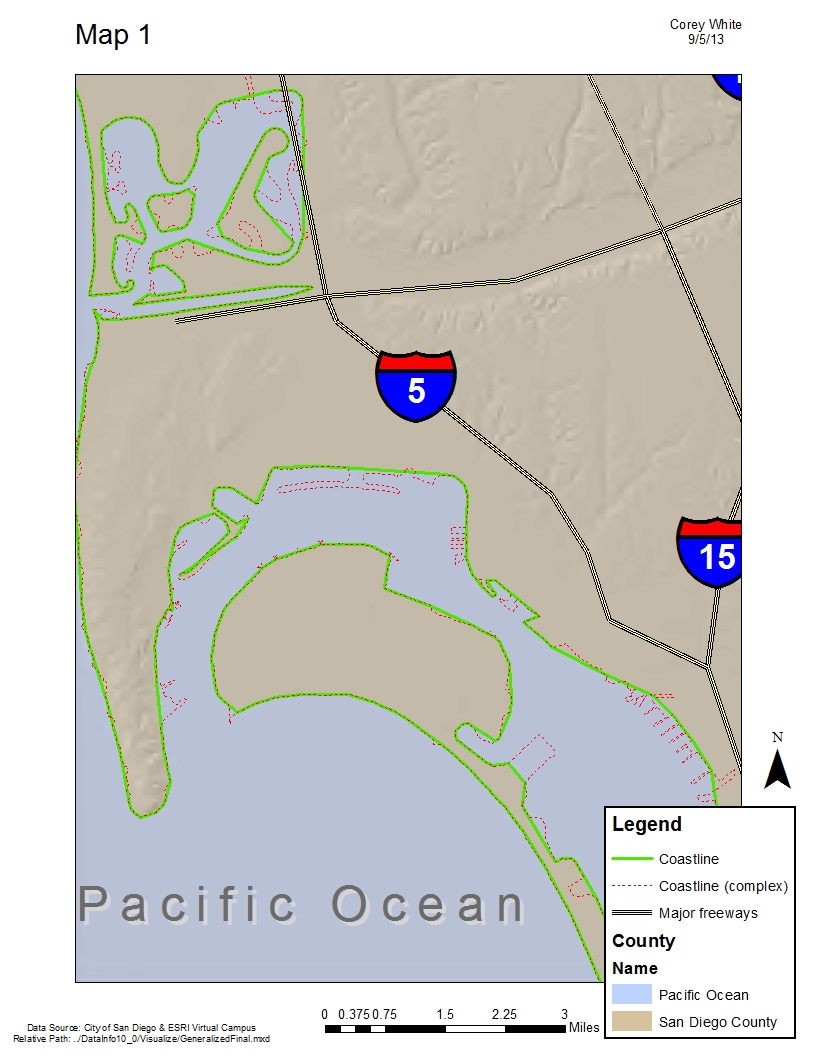 Map 1
Corey White
9/5/13
5
15
N
Pacific Ocean
Legend
Coastline
Coastline (complex)
Major freeways
County
Name
Pacific Ocean
San Diego County
0 0.375 0.75 1.5 2.25 3
Miles
Data Source: City of San Diego & ESRI Virtual Campus
Relative Path: ../DataInfo10_0/Visualize/GeneralizedFinal.mxd